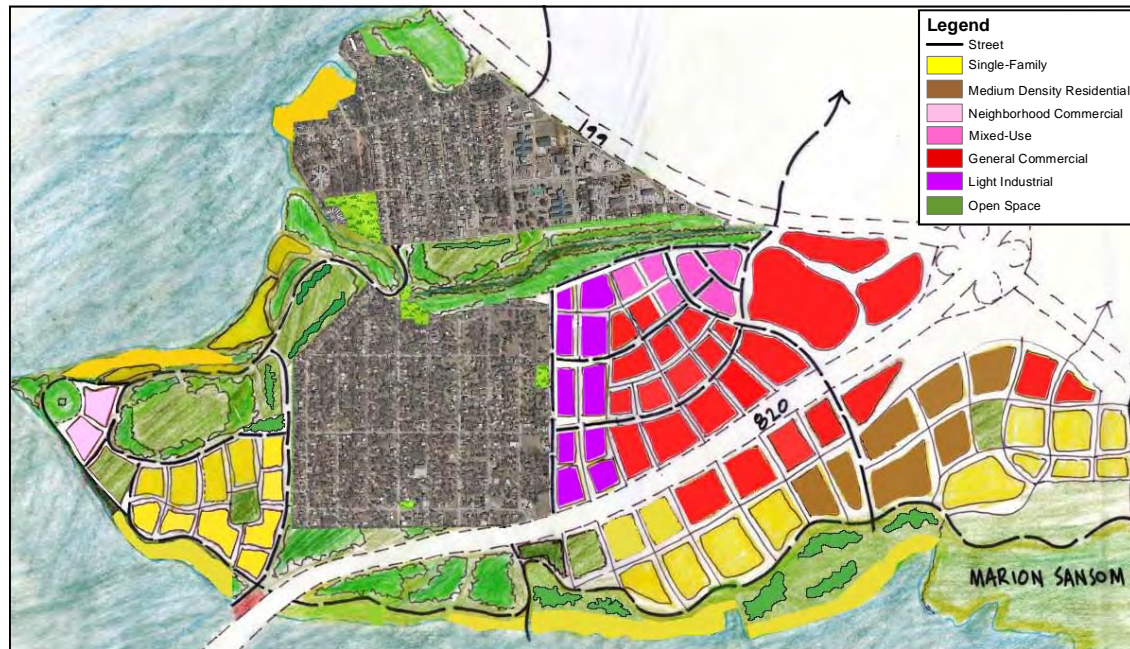 Legend
Street
Single-Family
Medium Density Residential
Neighborhood Commercial
Mixed-Use
General Commercial
Light Industrial
Open Space
199
820
MARION SANSOM